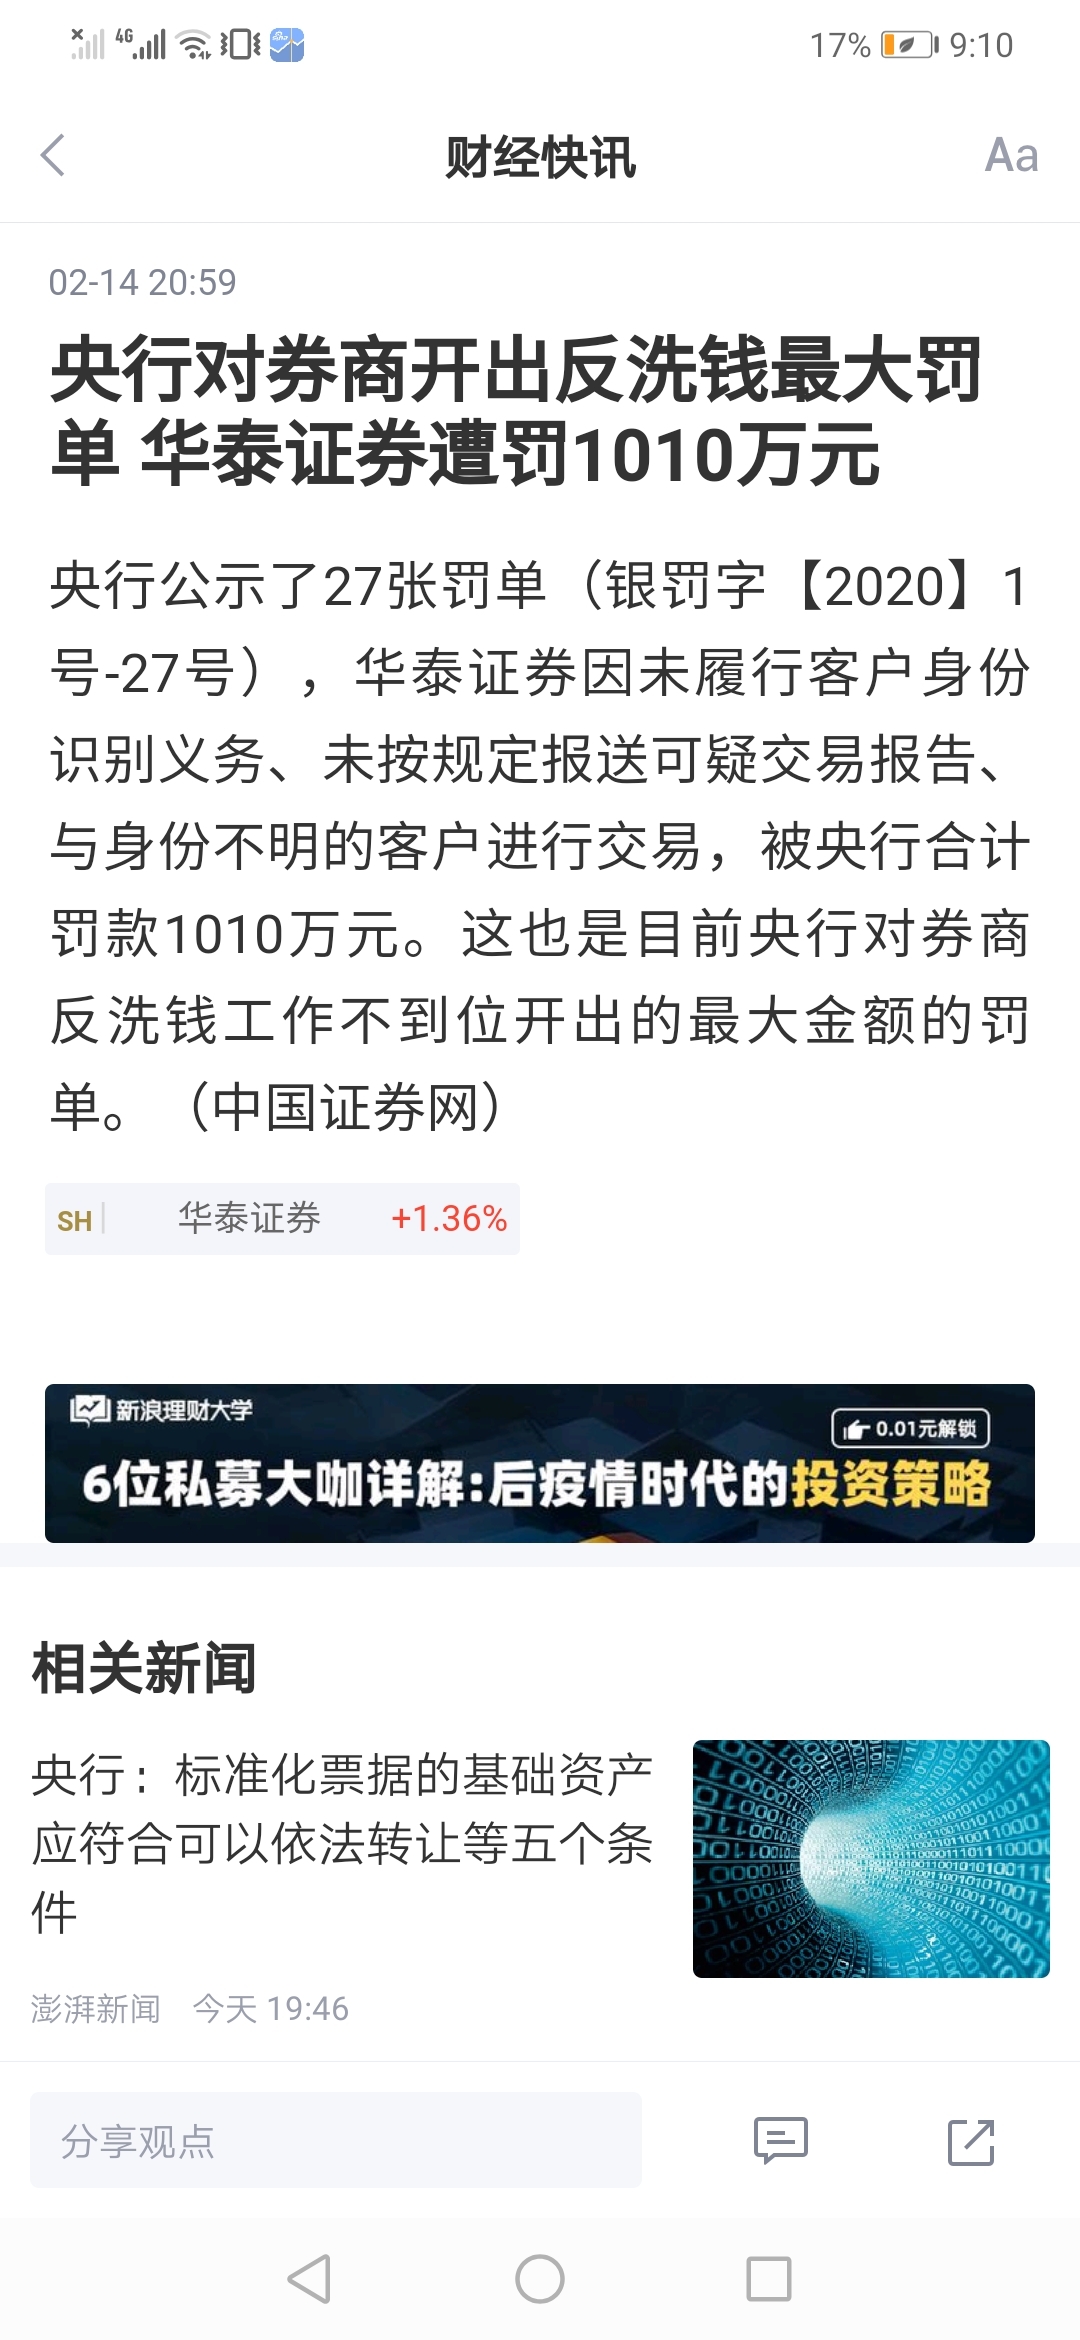 4G 17% 9:10
财经快讯 Aa
02-14 20:59
央行对券商开出反洗钱最大罚
单 华泰证券遭罚1010万元
央行公示了27张罚单（银罚字【2020】1
号-27号），华泰证券因未履行客户身份
识别义务、未按规定报送可疑交易报告、
与身份不明的客户进行交易，被央行合计
罚款1010万元。这也是目前央行对券商
反洗钱工作不到位开出的最大金额的罚
单。（中国证券网）
SH 华泰证券 +1.36%
新浪理财大学
0.01元解锁
6位私募大咖详解:后疫情时代的投资策略
相关新闻
央行：标准化票据的基础资产
应符合可以依法转让等五个条
件
澎湃新闻 今天 19:46
分享观点